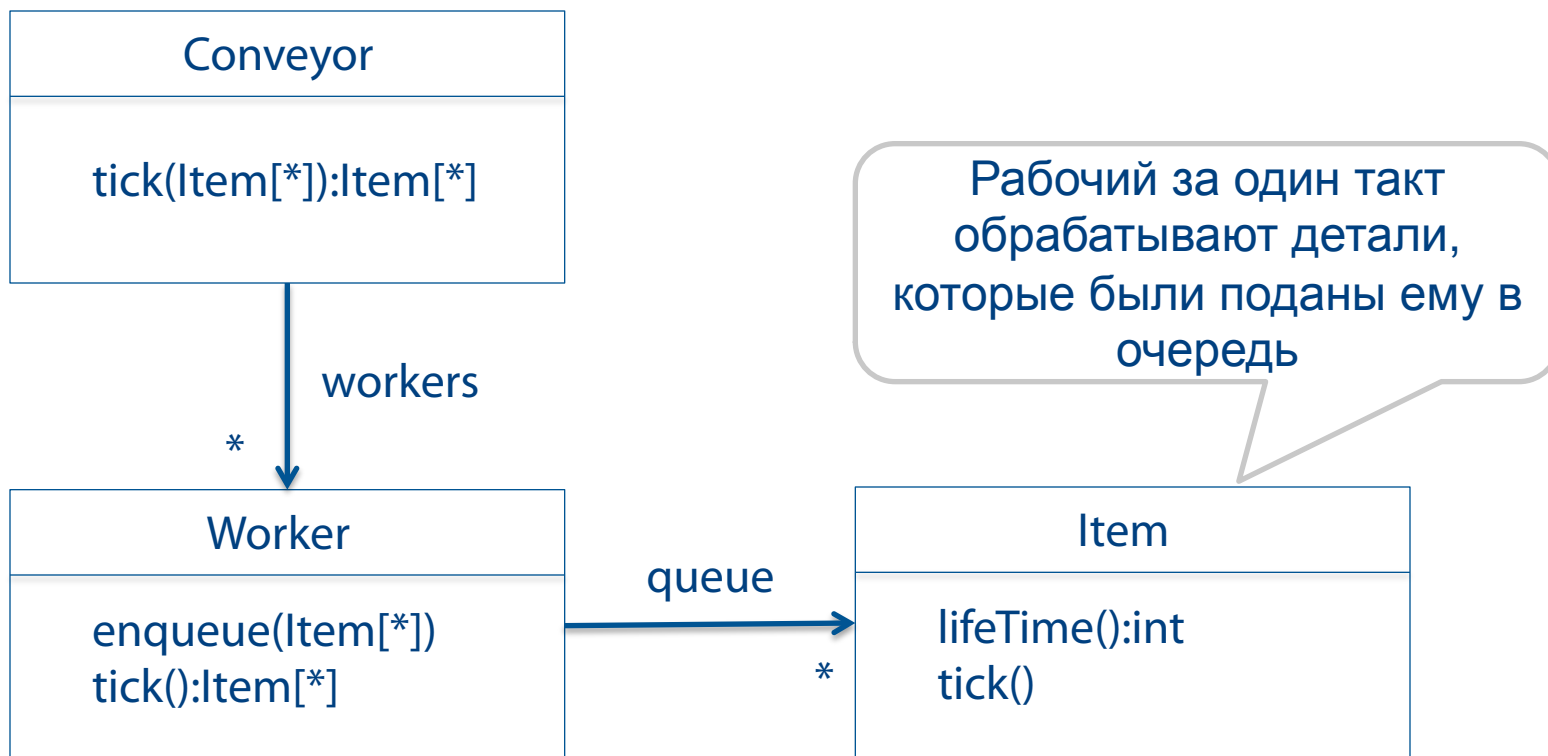 Conveyor
tick(Item[*]):Item[*]
Рабочий за один такт
обрабатывают детали,
которые были поданы ему в
очередь
workers
*
Worker
enqueue(Item[*])
tick():Item[*]
queue
*
Item
lifeTime():int
tick()